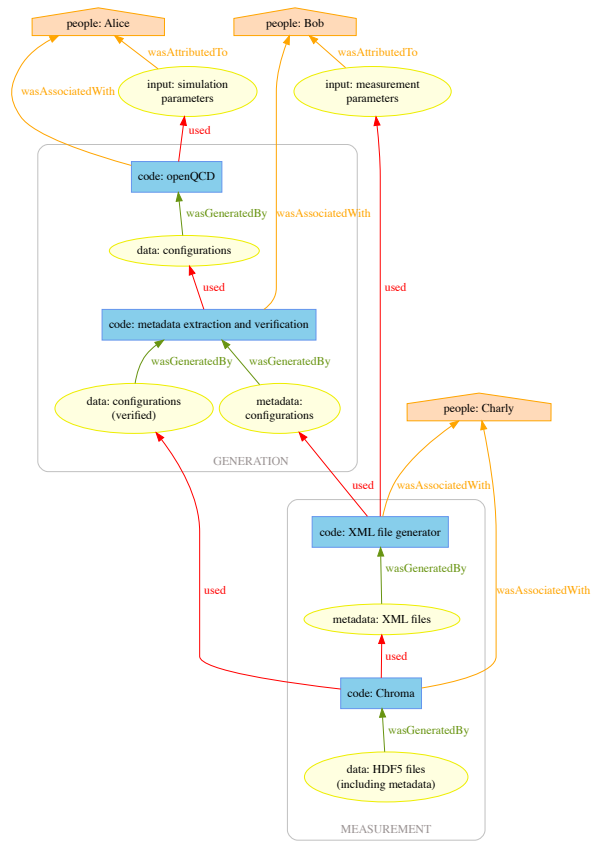 people: Alice
people: Bob
wasAttributedTo
wasAttributedTo
wasAssociatedWith
input: simulation
parameters
input: measurement
parameters
used
code: openQCD
wasGeneratedBy
wasAssociatedWith
data: configurations
used
used
code: metadata extraction and verification
wasGeneratedBy
wasGeneratedBy
data: configurations
(verified)
metadata:
configurations
people: Charly
GENERATION
used
wasAssociatedWith
code: XML file generator
wasGeneratedBy
used
wasAssociatedWith
metadata: XML files
used
code: Chroma
wasGeneratedBy
data: HDF5 files
(including metadata)
MEASUREMENT